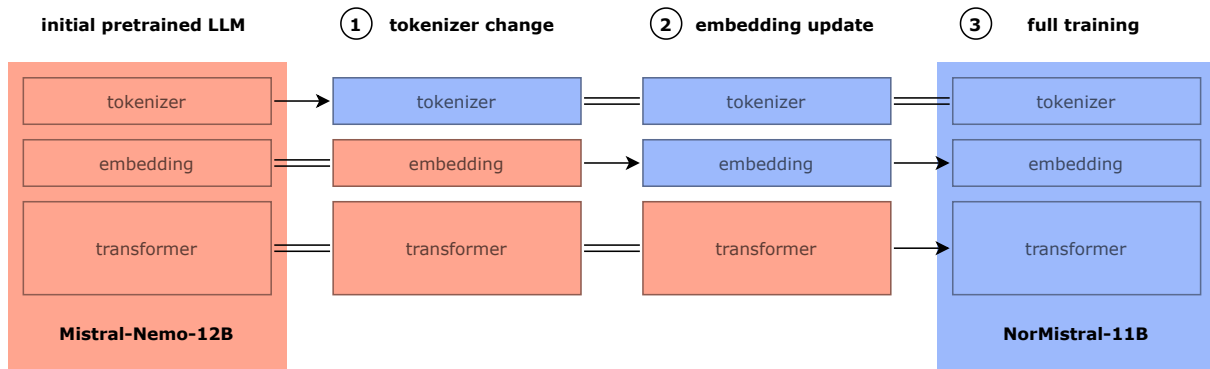 initial pretrained LLM
1 tokenizer change
2 embedding update
3 full training
tokenizer
tokenizer
tokenizer
tokenizer
embedding
embedding
embedding
embedding
transformer
transformer
transformer
transformer
Mistral-Nemo-12B
NorMistral-11B